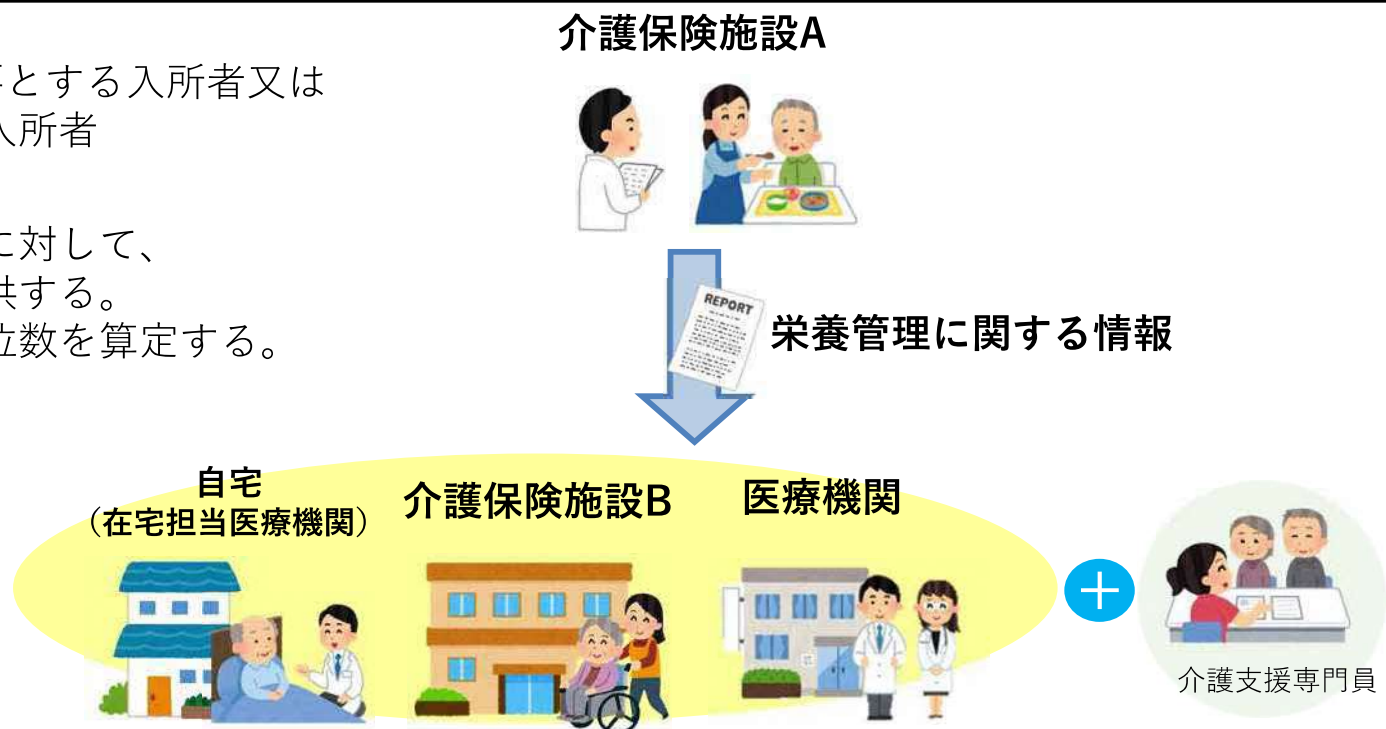 介護保険施設A
とする入所者又は
入所者
に対して、
供する。
位数を算定する。
REPORT
栄養管理に関する情報
自宅
（在宅担当医療機関）
介護保険施設B
医療機関
＋
介護支援専門員